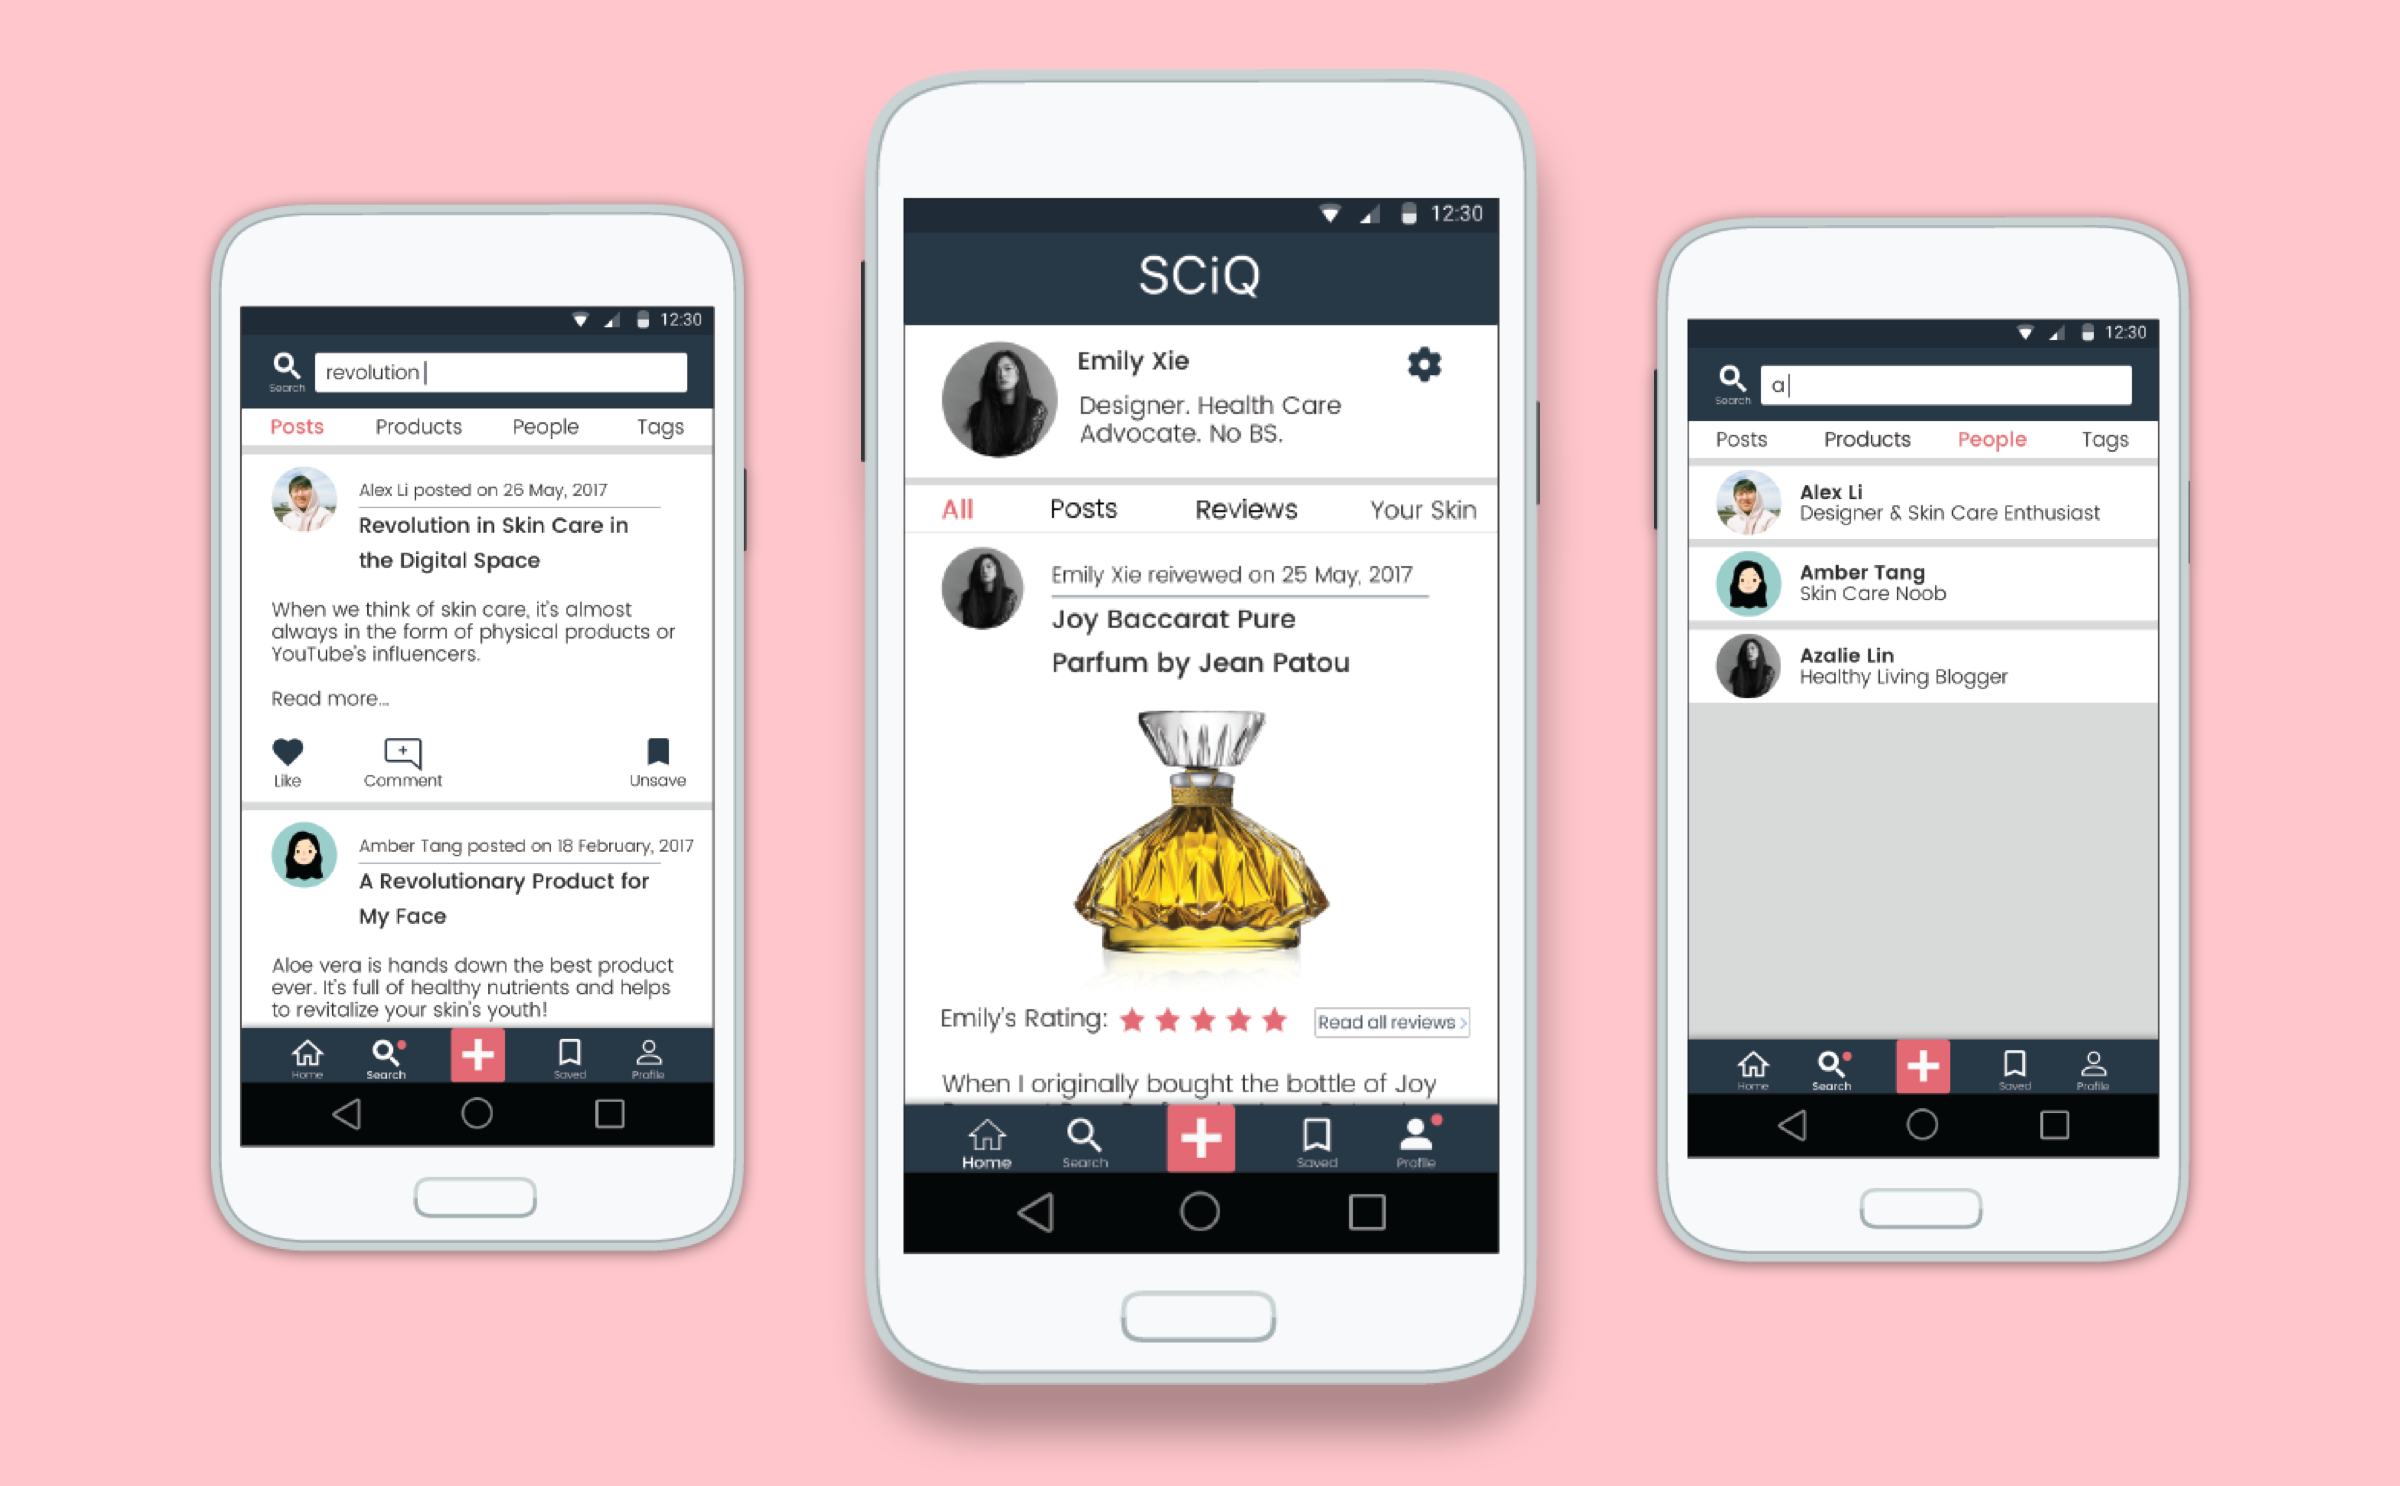 12:30
Search
revolution
Posts Products People Tags
Alex Li posted on 26 May, 2017
Revolution in Skin Care in
the Digital Space
When we think of skin care, it's almost
always in the form of physical products or
YouTube's influencers.
Read more...
Like Comment Unsave
Amber Tang posted on 18 February, 2017
A Revolutionary Product for
My Face
Aloe vera is hands down the best product
ever. It's full of healthy nutrients and helps
to revitalize your skin's youth!
Home Search Saved Profile
12:30
SCiQ
Emily Xie
Designer. Health Care
Advocate. No BS.
All Posts Reviews Your Skin
Emily Xie reivewed on 25 May, 2017
Joy Baccarat Pure
Parfum by Jean Patou
Emily's Rating: Read all reviews >
When I originally bought the bottle of Joy
Home Search Saved Profile
12:30
Search
a
Posts Products People Tags
Alex Li
Designer & Skin Care Enthusiast
Amber Tang
Skin Care Noob
Azalie Lin
Healthy Living Blogger
Home Search Saved Profile